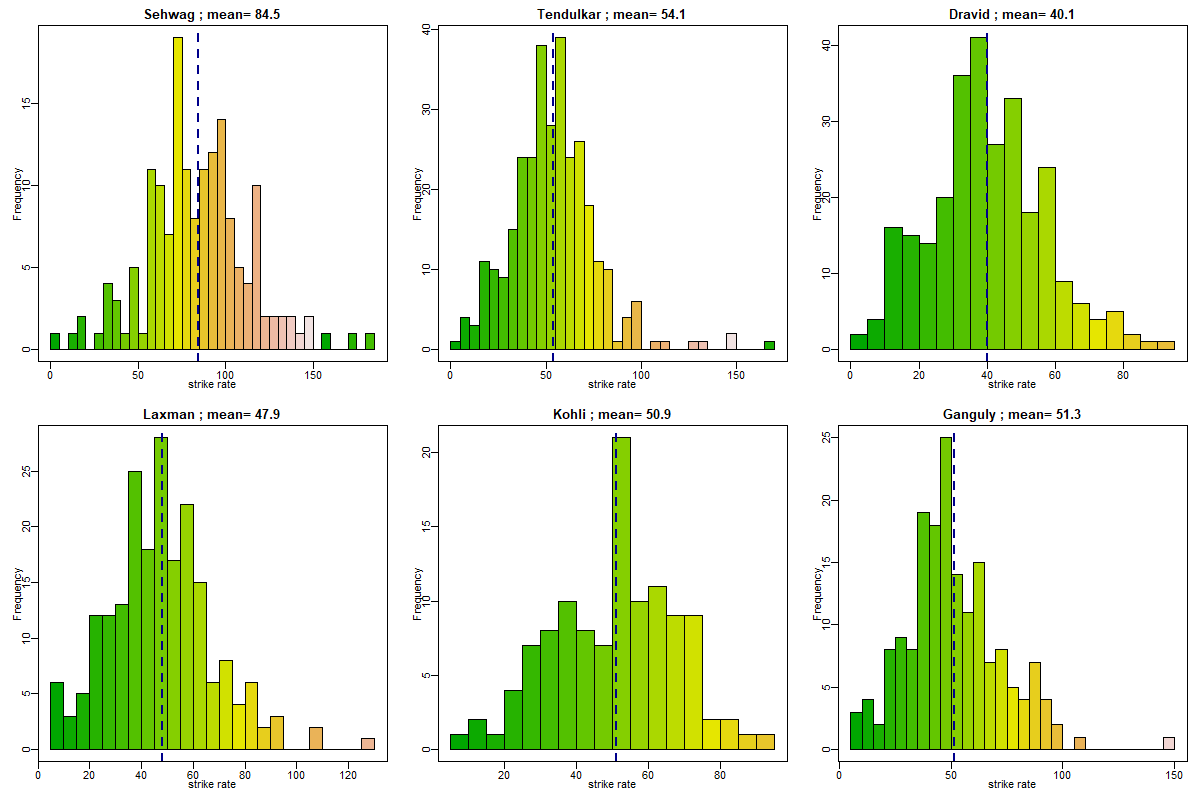 Sehwag ; mean= 84.5
Frequency
0 5 10 15
0 50 100 150
strike rate
Tendulkar ; mean= 54.1
Frequency
0 10 20 30 40
0 50 100 150
strike rate
Dravid ; mean= 40.1
Frequency
0 10 20 30 40
0 20 40 60 80
strike rate
Laxman ; mean= 47.9
Frequency
0 5 10 15 20 25
0 20 40 60 80 100 120
strike rate
Kohli ; mean= 50.9
Frequency
0 5 10 15 20
20 40 60 80
strike rate
Ganguly ; mean= 51.3
Frequency
0 5 10 15 20 25
0 50 100 150
strike rate